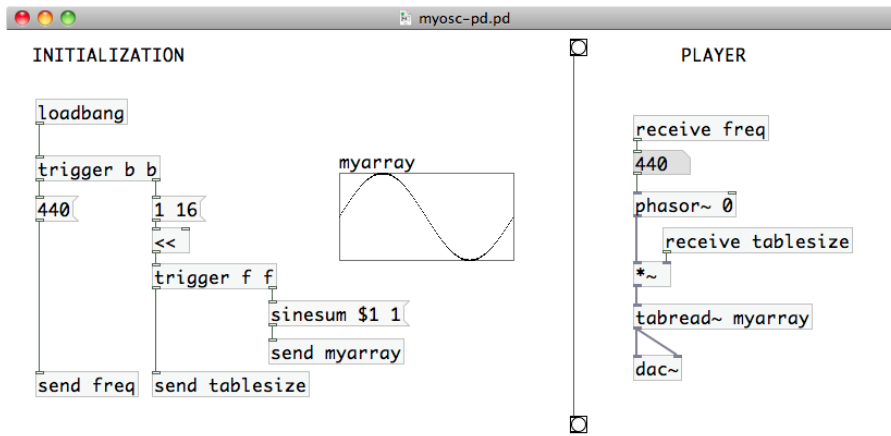 myosc-pd.pd
INITIALIZATION
loadbang
trigger b b
440
1 16
<<
trigger f f
sinesum $1 1
send myarray
send freq
send tablesize
myarray
PLAYER
receive freq
440
phasor~ 0
receive tablesize
*~
tabread~ myarray
dac~